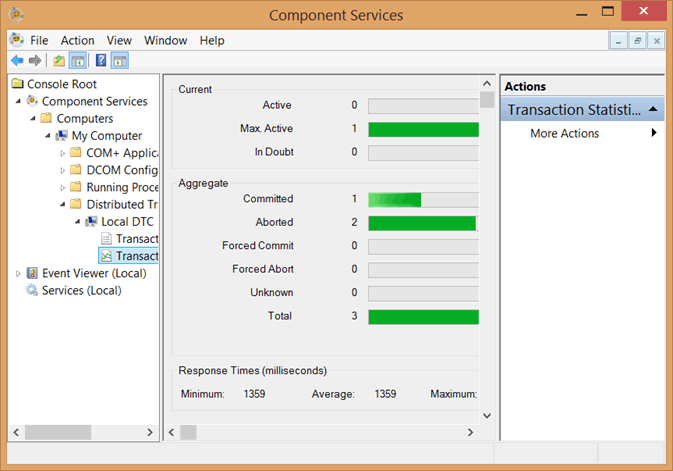 Component Services
File Action View Window Help
Console Root
Component Services
Computers
My Computer
COM+ Applica
DCOM Config
Running Proce
Distributed Tr
Local DTC
Transact
Transact
Event Viewer (Local)
Services (Local)
Current
Active 0
Max. Active 1
In Doubt 0
Aggregate
Committed 1
Aborted 2
Forced Commit 0
Forced Abort 0
Unknown 0
Total 3
Response Times (milliseconds)
Minimum: 1359 Average: 1359 Maximum:
Actions
Transaction Statisti...
More Actions